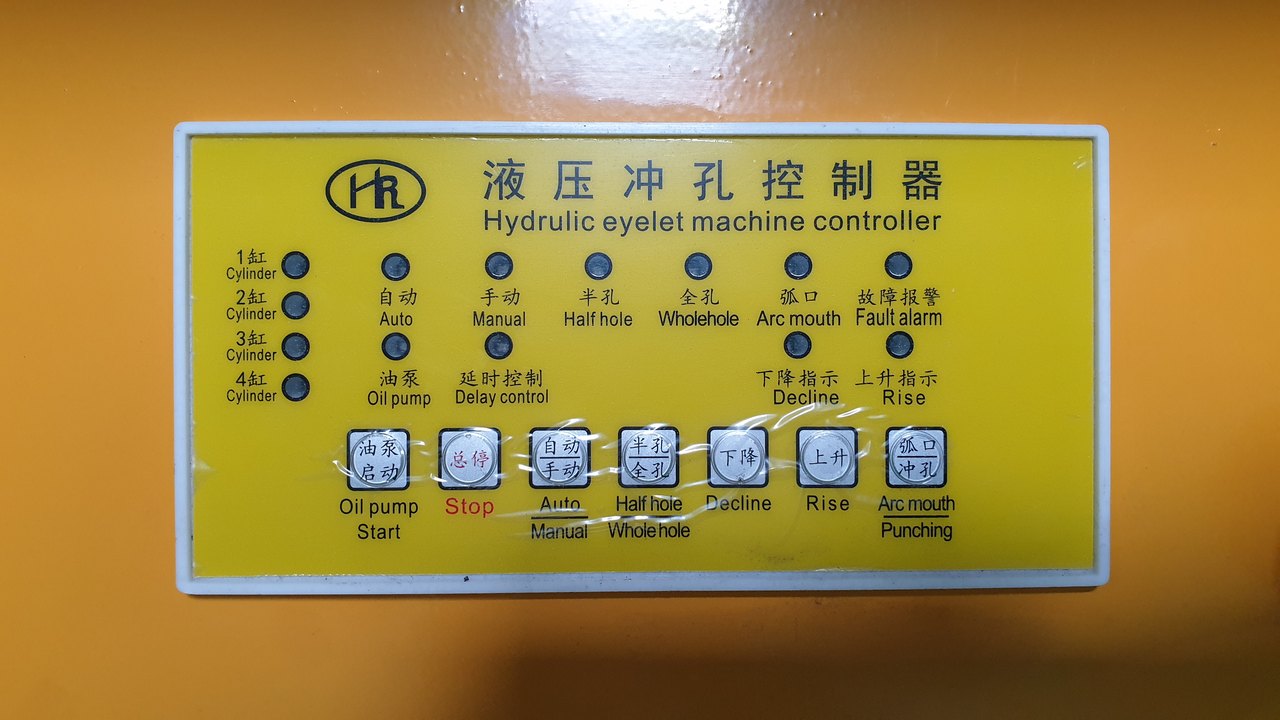 HR
液压冲孔控制器
Hydrulic eyelet machine controller
1缸
Cylinder
2缸
Cylinder
3缸
Cylinder
4缸
Cylinder
自动 手动 半孔 全孔 弧口 故障报警
Auto Manual Half hole Wholehole Arc mouth Fault alarm
油泵 延时控制 下降指示 上升指示
Oil pump Delay control Decline Rise
油泵 总停 自动 半孔 下降 上升 弧口
启动 手动 全孔 冲孔
Oil pump Stop Auto Half hole Decline Rise Arc mouth
Start Manual Whole hole Punching